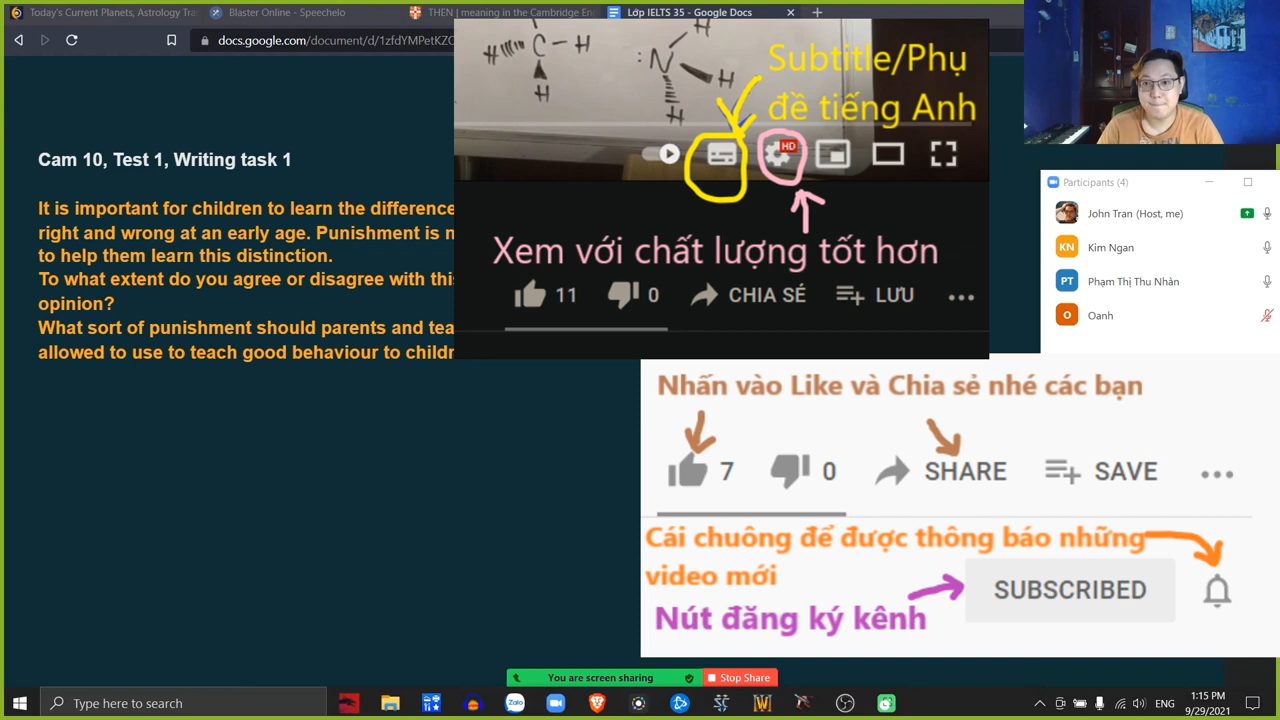 Today's Current Planets, Astrology Tra
Blaster Online - Speechelo
THEN | meaning in the Cambridge En
Lớp IELTS 35 - Google Docs
docs.google.com/document/d/1zfdYMPetKZC
Cam 10, Test 1, Writing task 1
It is important for children to learn the difference
right and wrong at an early age. Punishment is n
to help them learn this distinction.
To what extent do you agree or disagree with this
opinion?
What sort of punishment should parents and tea
allowed to use to teach good behaviour to childr
H C H
H
:N H
H
H
Subtitle/Phụ
đề tiếng Anh
HD
Xem với chất lượng tốt hơn
11 0 CHIA SẺ LƯU
Participants (4)
John Tran (Host, me)
KN Kim Ngan
PT Phạm Thị Thu Nhàn
O Oanh
Nhấn vào Like và Chia sẻ nhé các bạn
7 0 SHARE SAVE
Cái chuông để được thông báo những
video mới
SUBSCRIBED
Nút đăng ký kênh
You are screen sharing Stop Share
Type here to search
Zalo
ENG
1:15 PM
9/29/2021